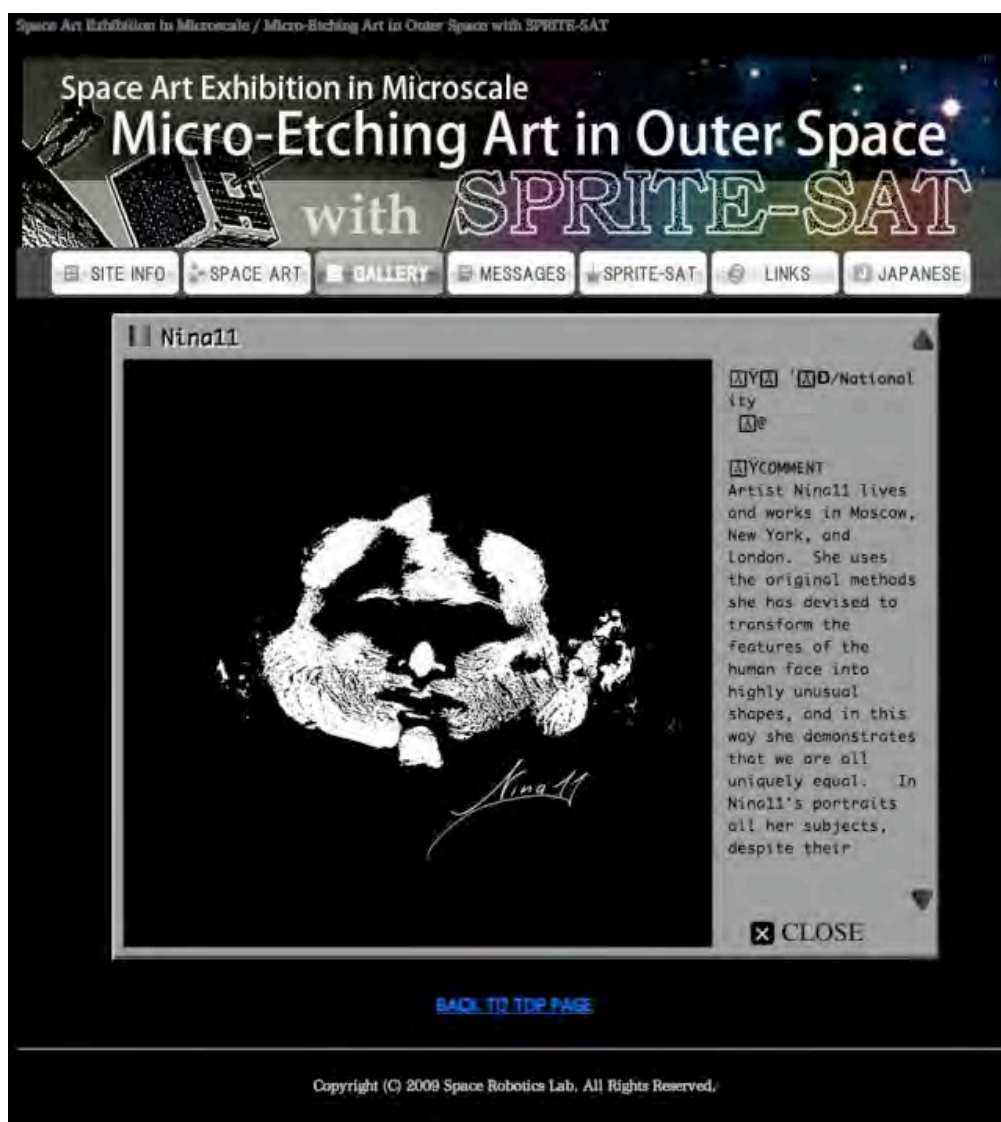 Space Art Exhibition in Microscale / Micro-Etching Art in Outer Space with SPRITE-SAT
Space Art Exhibition in Microscale
Micro-Etching Art in Outer Space
with SPRITE-SAT
SITE INFO SPACE ART GALLERY MESSAGES SPRITE-SAT LINKS JAPANESE
Nina11
D/National
ity
@
COMMENT
Artist Nina11 lives
and works in Moscow,
New York, and
London. She uses
the original methods
she has devised to
transform the
features of the
human face into
highly unusual
shapes, and in this
way she demonstrates
that we are all
uniquely equal. In
Nina11's portraits
all her subjects,
despite their
Nina 11
CLOSE
BACK TO TOP PAGE
Copyright (C) 2009 Space Robotics Lab. All Rights Reserved.